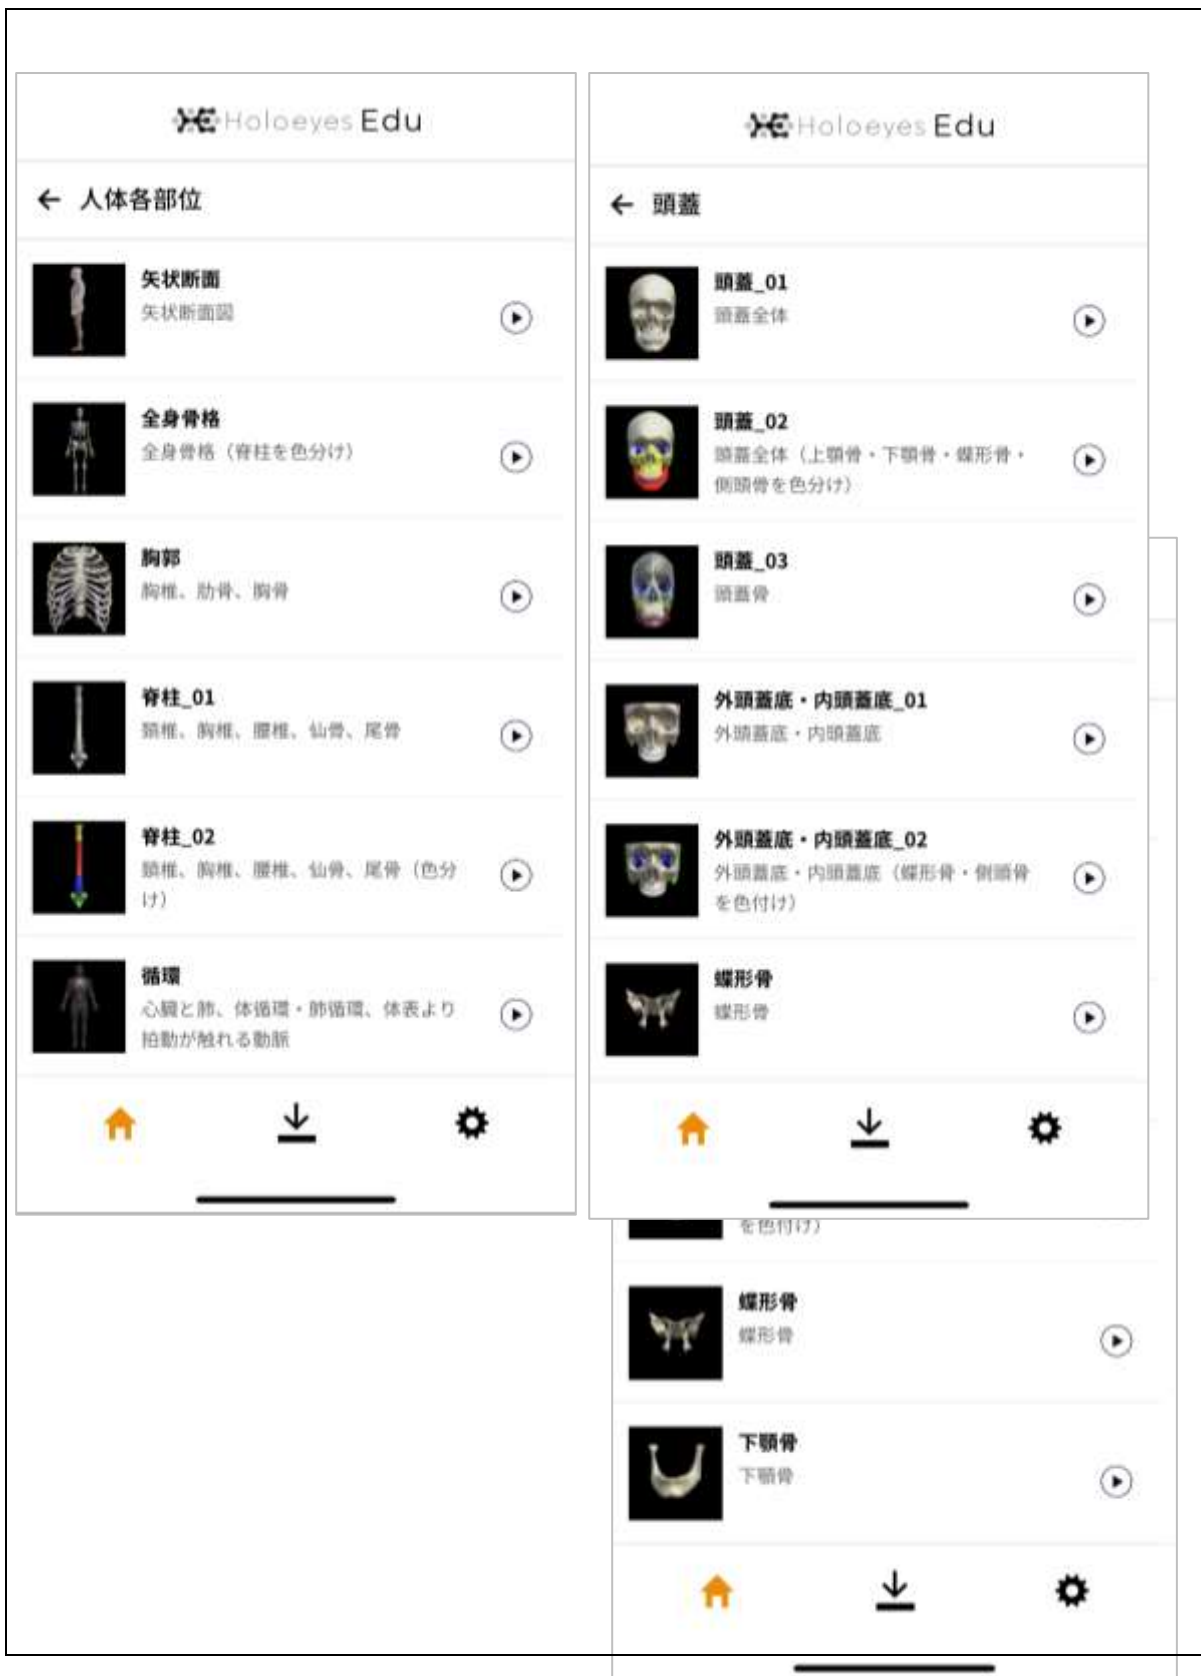 Holoeyes Edu
← 人体各部位
矢状断面
矢状断面図
全身骨格
全身骨格（脊柱を色分け）
胸郭
胸椎、肋骨、胸骨
脊柱_01
頚椎、胸椎、腰椎、仙骨、尾骨
脊柱_02
頚椎、胸椎、腰椎、仙骨、尾骨（色分
け）
循環
心臓と肺、体循環・肺循環、体表より
拍動が触れる動脈
Holoeyes Edu
← 頭蓋
頭蓋_01
頭蓋全体
頭蓋_02
頭蓋全体（上顎骨・下顎骨・蝶形骨・
側頭骨を色分け）
頭蓋_03
頭蓋骨
外頭蓋底・内頭蓋底_01
外頭蓋底・内頭蓋底
外頭蓋底・内頭蓋底_02
外頭蓋底・内頭蓋底（蝶形骨・側頭骨
を色付け）
蝶形骨
蝶形骨
を色付け）
蝶形骨
蝶形骨
下顎骨
下顎骨